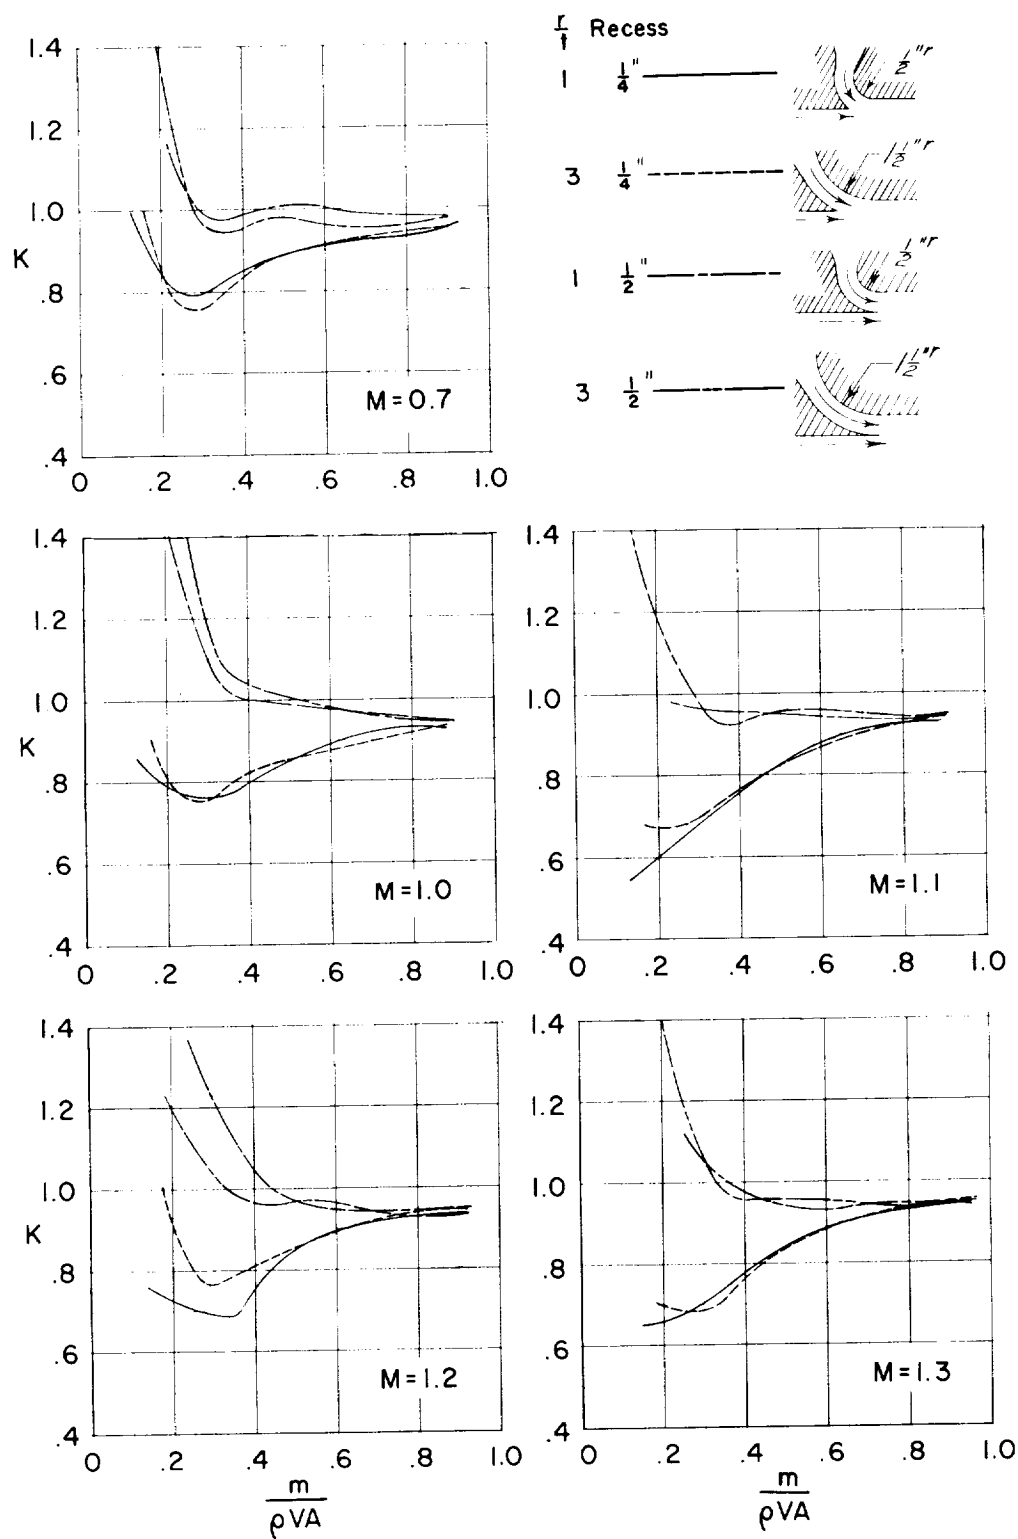 r/t Recess
1 1/4"
1/2"r
3 1/4"
1 1/2"r
1 1/2"
1/2"r
3 1/2"
1 1/2"r
1.4
1.2
1.0
K
.8
.6
M=0.7
.4
0 .2 .4 .6 .8 1.0
1.4
1.2
1.0
K
.8
.6
M=1.0
.4
0 .2 .4 .6 .8 1.0
1.4
1.2
1.0
.8
.6
M=1.1
.4
0 .2 .4 .6 .8 1.0
1.4
1.2
1.0
K
.8
.6
M=1.2
.4
0 .2 .4 .6 .8 1.0
m
ρVA
1.4
1.2
1.0
.8
.6
M=1.3
.4
0 .2 .4 .6 .8 1.0
m
ρVA